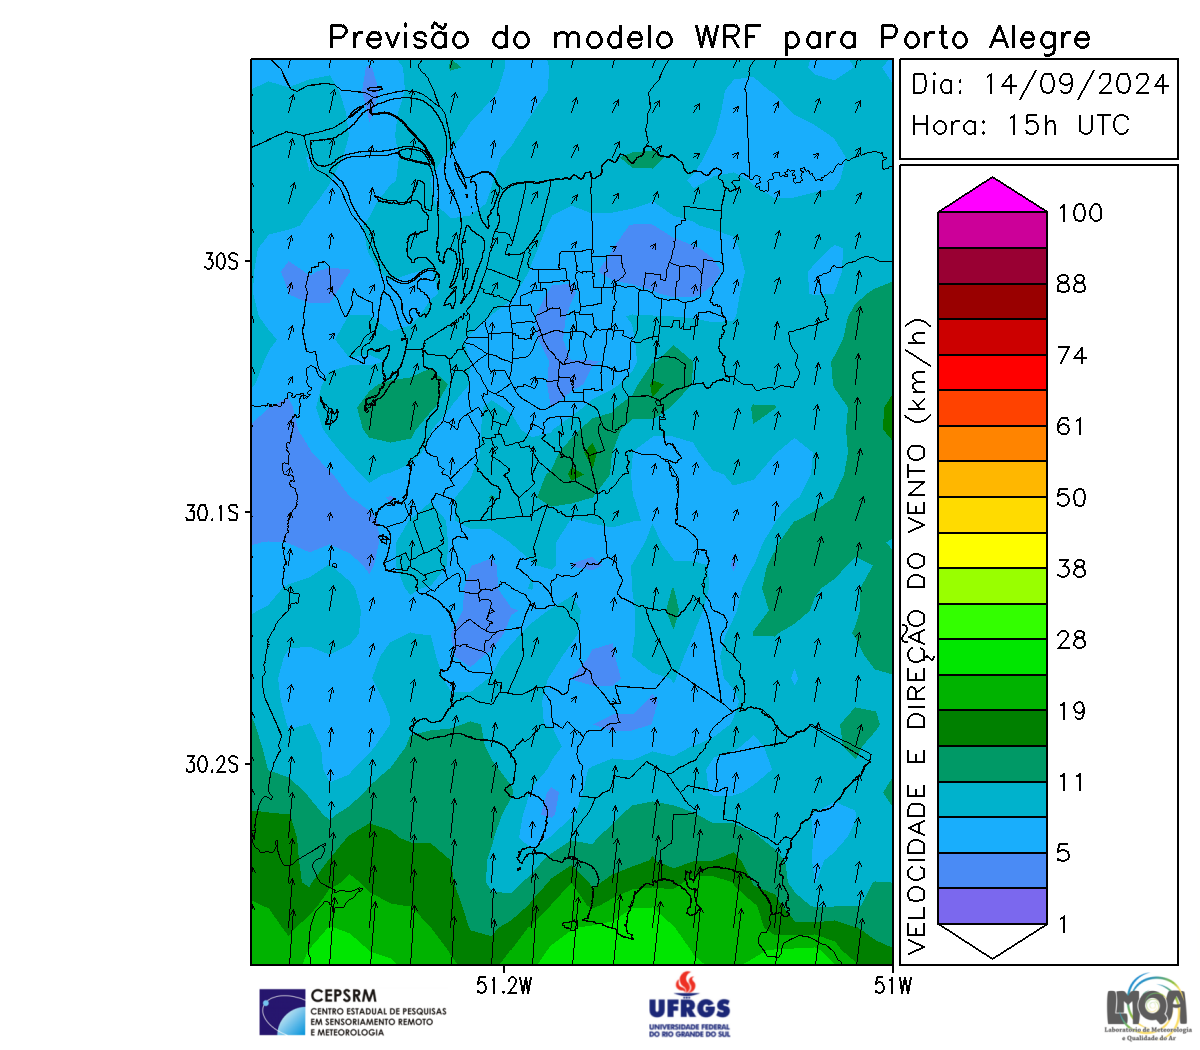 Previsão do modelo WRF para Porto Alegre
Dia: 14/09/2024
Hora: 15h UTC
30S
30.1S
30.2S
51.2W
51W
VELOCIDADE E DIREÇÃO DO VENTO (km/h)
100
88
74
61
50
38
28
19
11
5
1
CEPSRM
CENTRO ESTADUAL DE PESQUISAS
EM SENSORIAMENTO REMOTO
E METEOROLOGIA
UFRGS
UNIVERSIDADE FEDERAL
DO RIO GRANDE DO SUL
LMQA
Laboratório de Meteorologia
e Qualidade do Ar